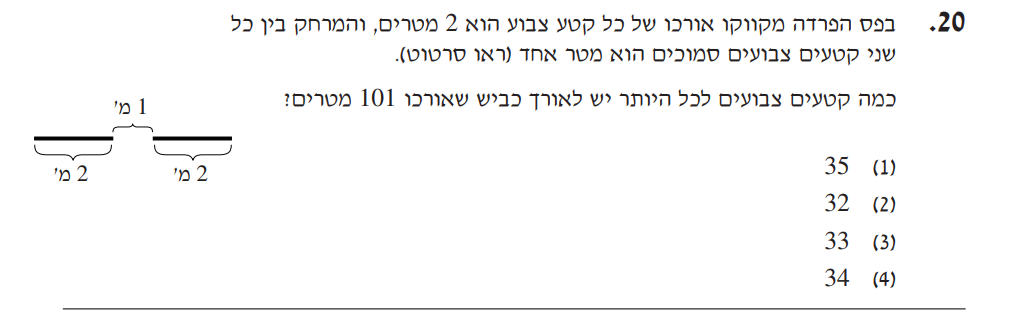 20. בפס הפרדה מקווקו אורכו של כל קטע צבוע הוא 2 מטרים, והמרחק בין כל
שני קטעים צבועים סמוכים הוא מטר אחד (ראו סרטוט).
כמה קטעים צבועים לכל היותר יש לאורך כביש שאורכו 101 מטרים?
1 מ'
2 מ' 2 מ'
(1) 35
(2) 32
(3) 33
(4) 34